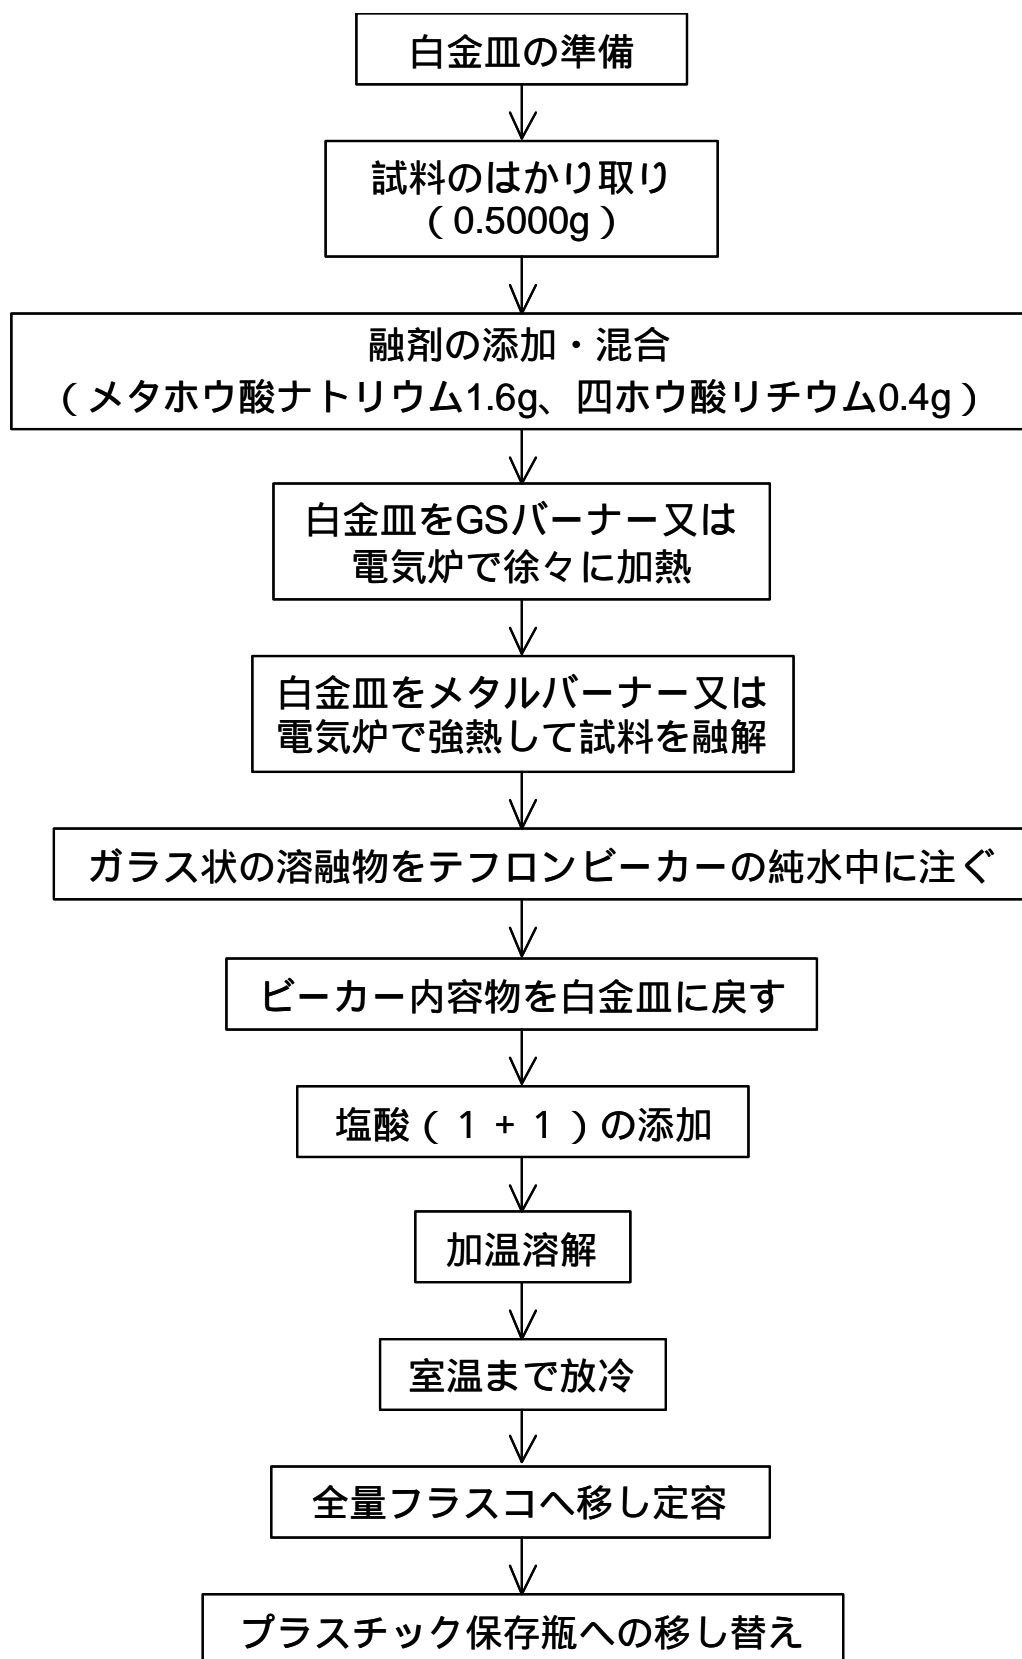 白金皿の準備
試料のはかり取り
（0.5000g）
融剤の添加・混合
（メタホウ酸ナトリウム1.6g、四ホウ酸リチウム0.4g）
白金皿をGSバーナー又は
電気炉で徐々に加熱
白金皿をメタルバーナー又は
電気炉で強熱して試料を融解
ガラス状の溶融物をテフロンビーカーの純水中に注ぐ
ビーカー内容物を白金皿に戻す
塩酸（１＋１）の添加
加温溶解
室温まで放冷
全量フラスコへ移し定容
プラスチック保存瓶への移し替え